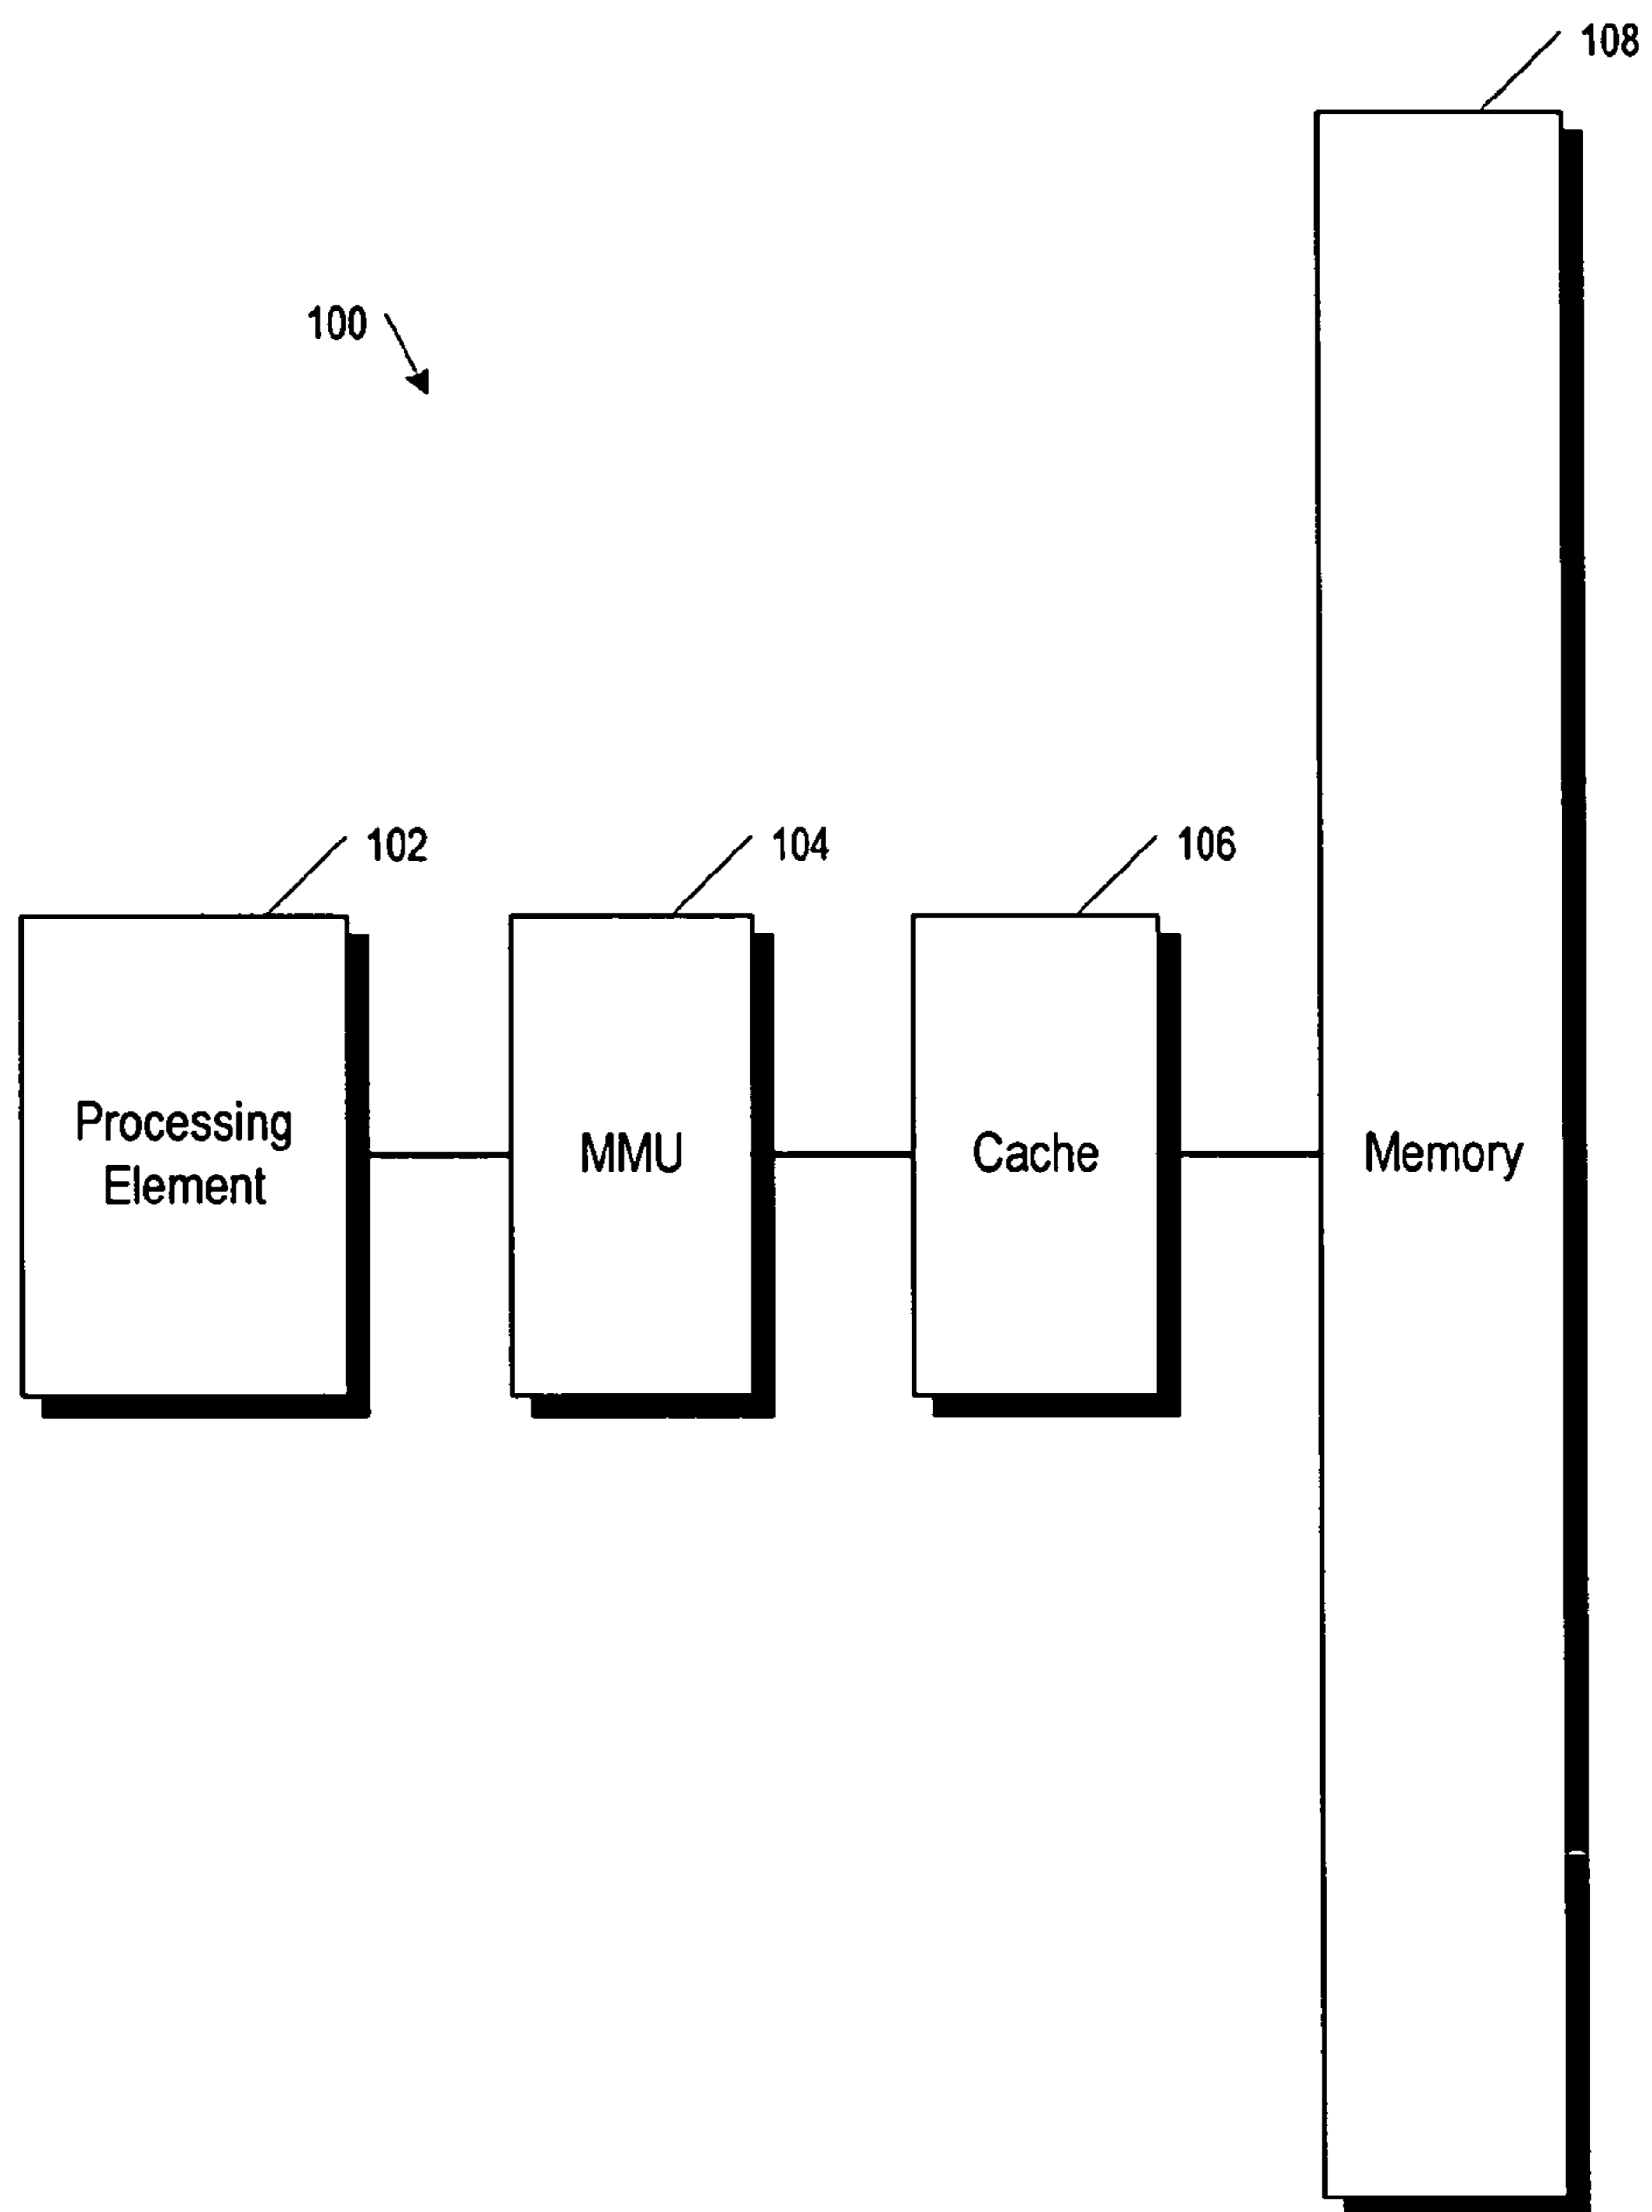 108
100
102
104
106
Processing
Element
MMU
Cache
Memory